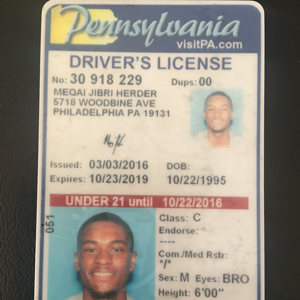 Pennsylvania
visitPA.com
DRIVER'S LICENSE
No: 30 918 229 Dups: 00
MEQAI JIBRI HERDER
5718 WOODBINE AVE
PHILADELPHIA PA 19131
Issued: 03/03/2016 DOB:
Expires: 10/23/2019 10/22/1995
UNDER 21 until 10/22/2016
051
Class: C
Endorse:
----
Com./Med Rstr:
*/*
Sex: M Eyes: BRO
Height: 6'00"